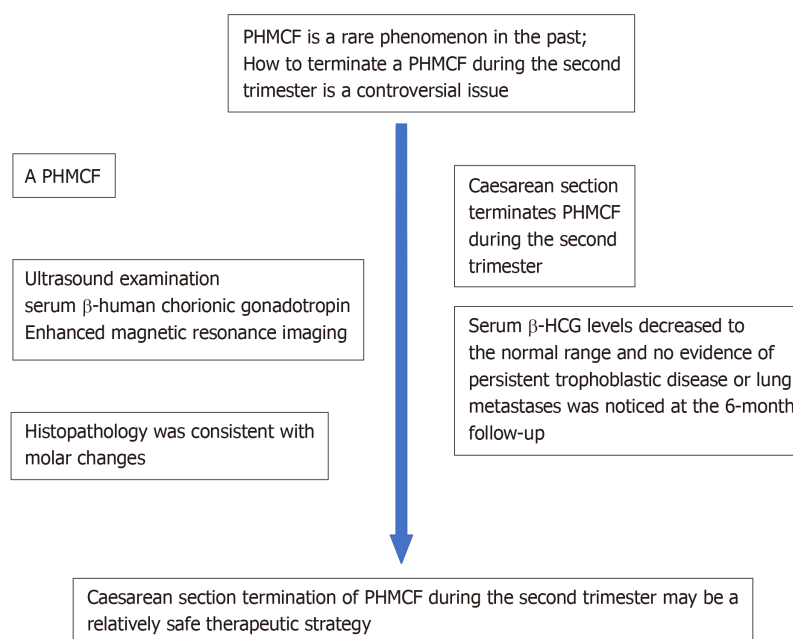 PHMCF is a rare phenomenon in the past;
How to terminate a PHMCF during the second
trimester is a controversial issue
A PHMCF
Ultrasound examination
serum β-human chorionic gonadotropin
Enhanced magnetic resonance imaging
Histopathology was consistent with
molar changes
Caesarean section
terminates PHMCF
during the second
trimester
Serum β-HCG levels decreased to
the normal range and no evidence of
persistent trophoblastic disease or lung
metastases was noticed at the 6-month
follow-up
Caesarean section termination of PHMCF during the second trimester may be a
relatively safe therapeutic strategy